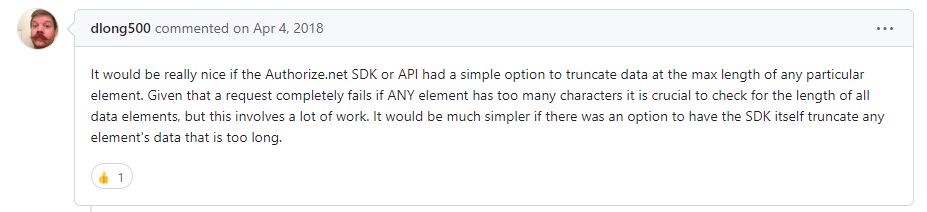 dlong500 commented on Apr 4, 2018
It would be really nice if the Authorize.net SDK or API had a simple option to truncate data at the max length of any particular
element. Given that a request completely fails if ANY element has too many characters it is crucial to check for the length of all
data elements, but this involves a lot of work. It would be much simpler if there was an option to have the SDK itself truncate any
element's data that is too long.
👍 1